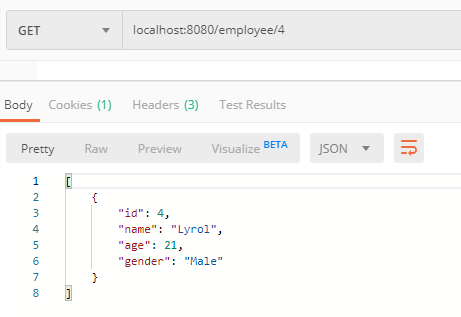 GET localhost:8080/employee/4
Body Cookies (1) Headers (3) Test Results
Pretty Raw Preview Visualize BETA JSON
1 [
2 {
3 "id": 4,
4 "name": "Lyrol",
5 "age": 21,
6 "gender": "Male"
7 }
8 ]